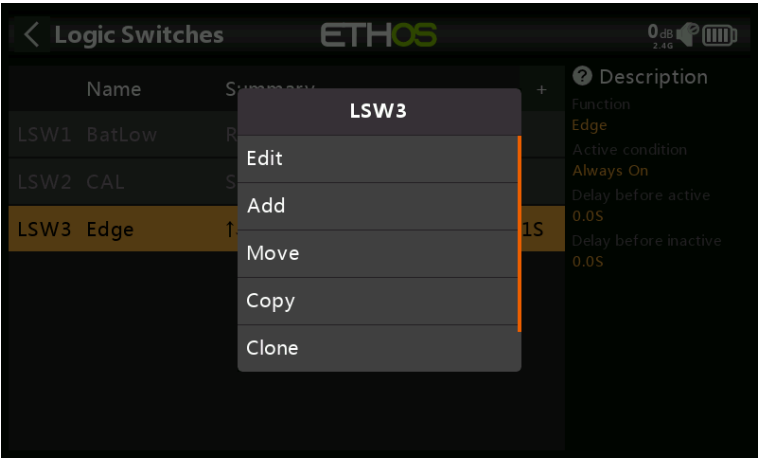 Logic Switches
ETHOS
0dB
2.4G
Name
+
LSW1 BatLow R
LSW2 CAL S
LSW3 Edge 1S
LSW3
Edit
Add
Move
Copy
Clone
? Description
Function
Edge
Active condition
Always On
Delay before active
0.0S
Delay before inactive
0.0S